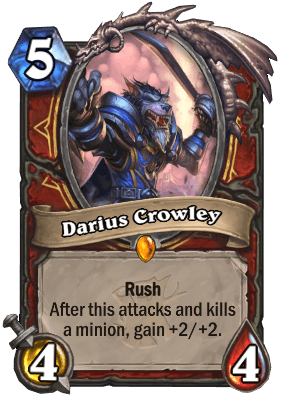 5
Darius Crowley
Rush
After this attacks and kills
a minion, gain +2/+2.
4
4